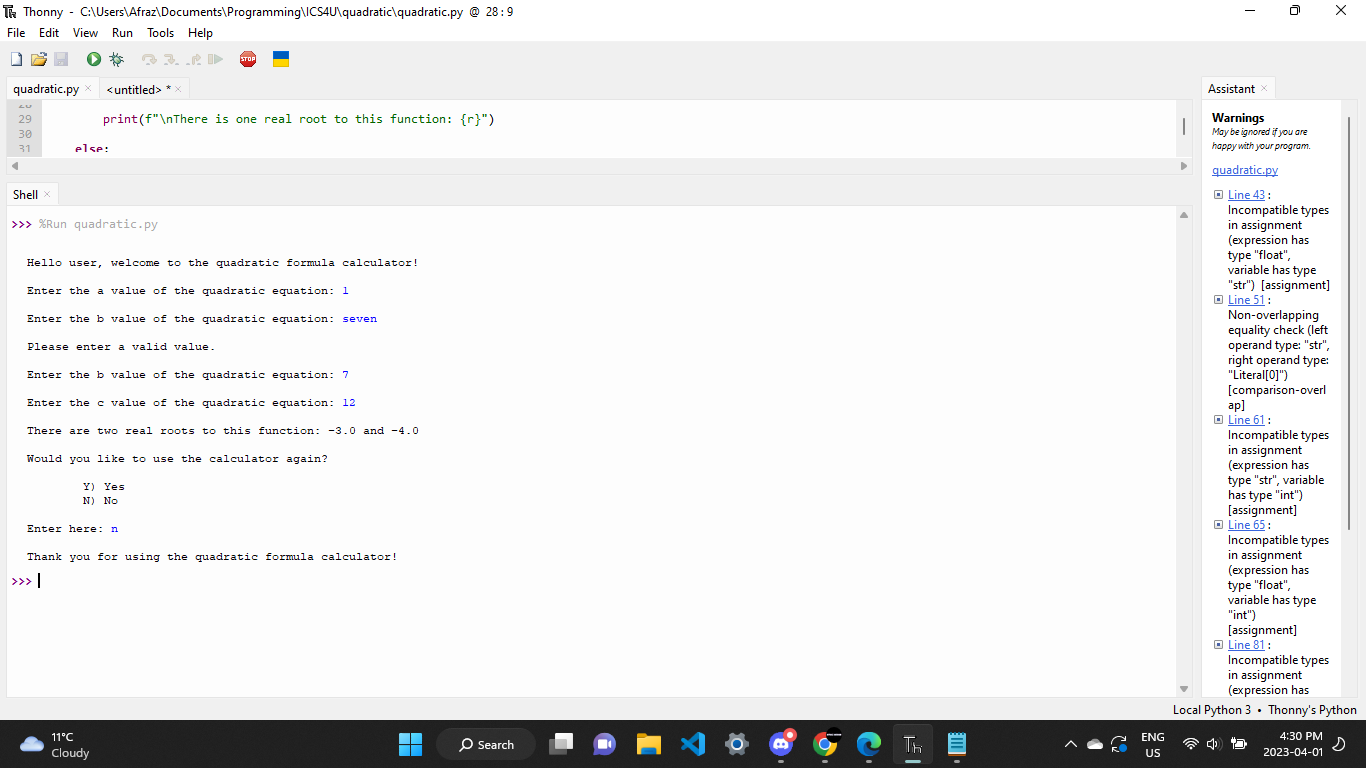 Thonny - C:\Users\Afraz\Documents\Programming\ICS4U\quadratic\quadratic.py @ 28:9
File Edit View Run Tools Help
STOP
quadratic.py × <untitled> * ×
28
29 print(f"\nThere is one real root to this function: {r}")
30
31 else:
Shell ×
>>> %Run quadratic.py
Hello user, welcome to the quadratic formula calculator!
Enter the a value of the quadratic equation: 1
Enter the b value of the quadratic equation: seven
Please enter a valid value.
Enter the b value of the quadratic equation: 7
Enter the c value of the quadratic equation: 12
There are two real roots to this function: -3.0 and -4.0
Would you like to use the calculator again?
Y) Yes
N) No
Enter here: n
Thank you for using the quadratic formula calculator!
>>>
Assistant ×
Warnings
May be ignored if you are
happy with your program.
quadratic.py
Line 43 :
Incompatible types
in assignment
(expression has
type "float",
variable has type
"str") [assignment]
Line 51 :
Non-overlapping
equality check (left
operand type: "str",
right operand type:
"Literal[0]")
[comparison-overl
ap]
Line 61 :
Incompatible types
in assignment
(expression has
type "str", variable
has type "int")
[assignment]
Line 65 :
Incompatible types
in assignment
(expression has
type "float",
variable has type
"int")
[assignment]
Line 81 :
Incompatible types
in assignment
(expression has
Local Python 3 • Thonny's Python
11°C
Cloudy
Search
ENG
US
4:30 PM
2023-04-01